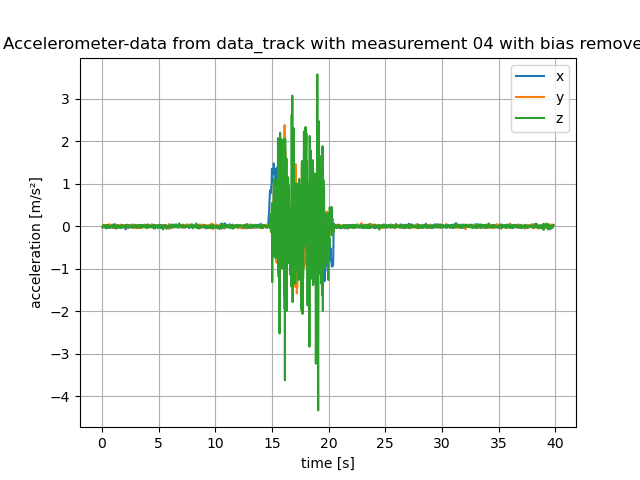 Accelerometer-data from data_track with measurement 04 with bias remove
x
y
z
3
2
1
0
−1
−2
−3
−4
acceleration [m/s²]
0 5 10 15 20 25 30 35 40
time [s]